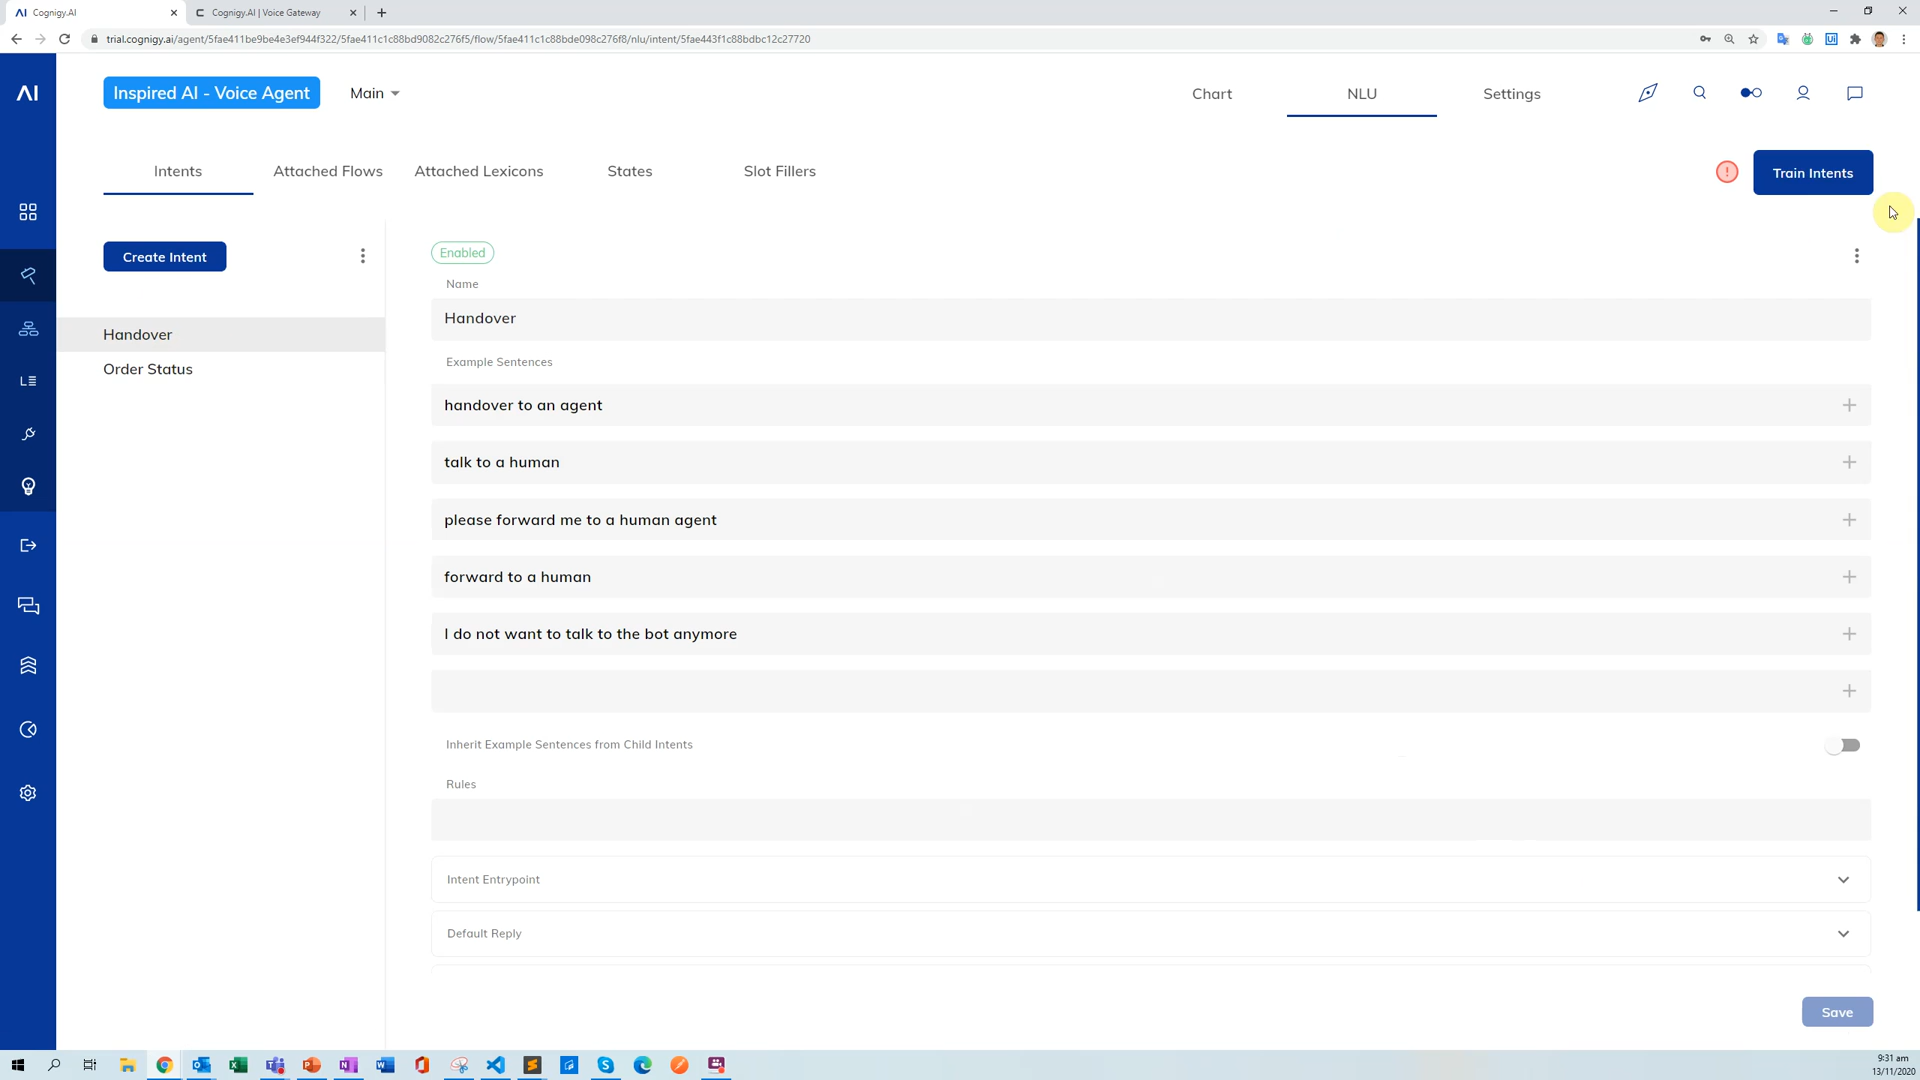 Cognigy.AI
Cognigy.AI | Voice Gateway
trial.cognigy.ai/agent/5fae411be9be4e3ef944f322/5fae411c1c88bd9082c276f5/flow/5fae411c1c88bde098c276f8/nlu/intent/5fae443f1c88bdbc12c27720
AI
Inspired AI - Voice Agent
Main
Chart
NLU
Settings
Intents
Attached Flows
Attached Lexicons
States
Slot Fillers
Train Intents
Create Intent
Enabled
Name
Handover
Handover
Order Status
Example Sentences
handover to an agent
talk to a human
please forward me to a human agent
forward to a human
I do not want to talk to the bot anymore
Inherit Example Sentences from Child Intents
Rules
Intent Entrypoint
Default Reply
Save
9:31 am
13/11/2020